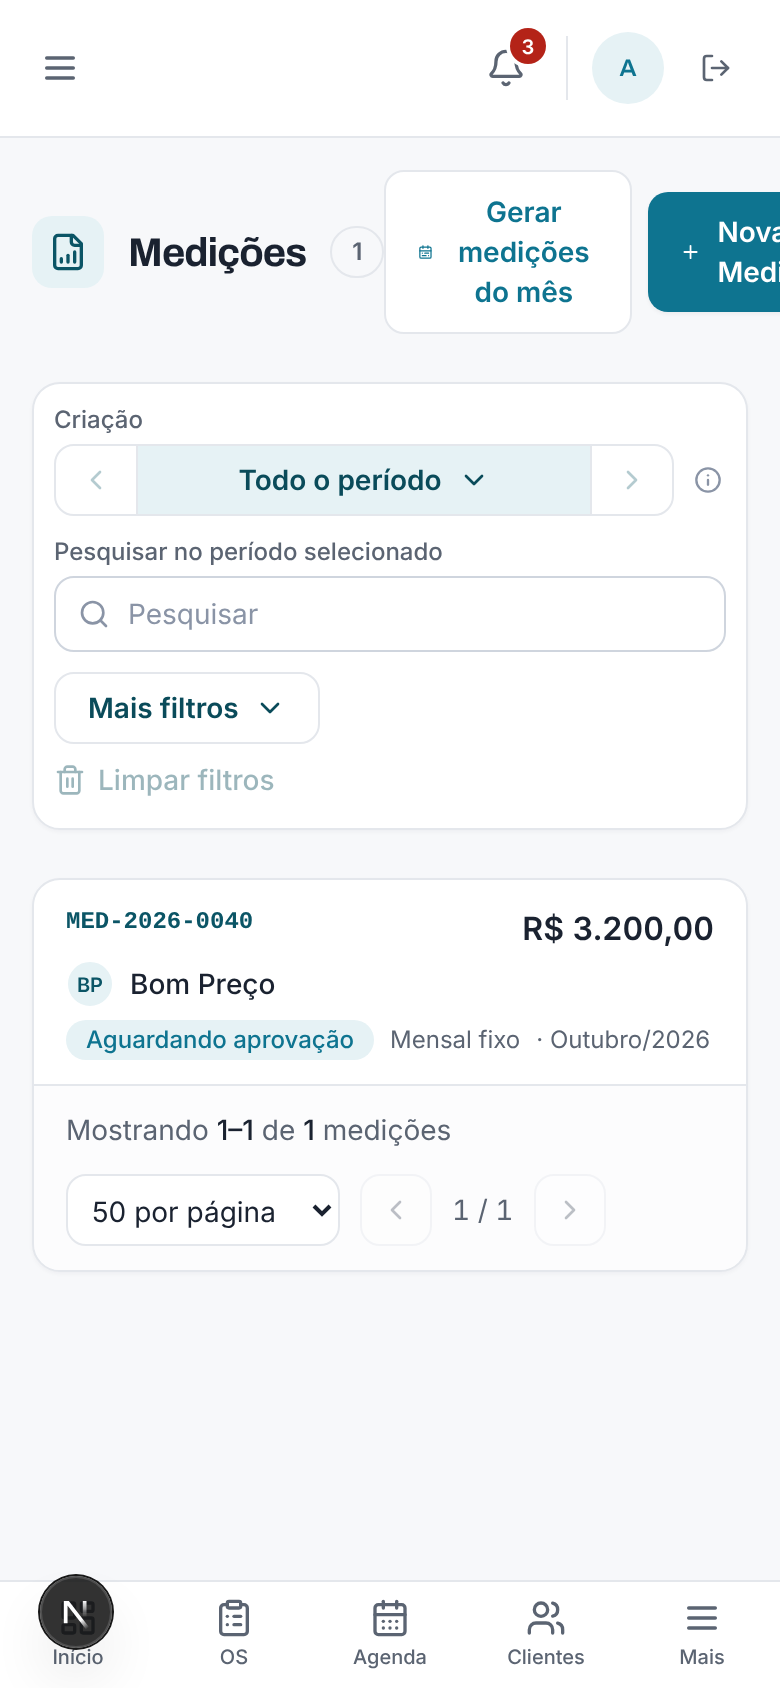 3
A
Medições
1
Gerar
medições
do mês
Nova
Medi
Criação
Todo o período
Pesquisar no período selecionado
Pesquisar
Mais filtros
Limpar filtros
MED-2026-0040
R$ 3.200,00
BP
Bom Preço
Aguardando aprovação
Mensal fixo · Outubro/2026
Mostrando 1–1 de 1 medições
50 por página
1 / 1
N
Início
OS
Agenda
Clientes
Mais